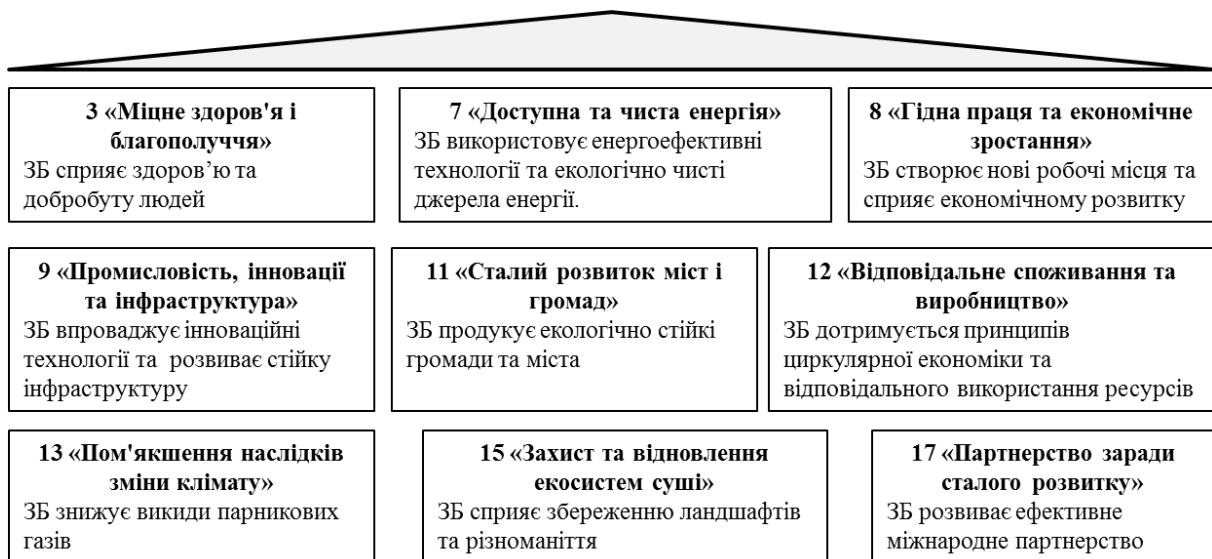 3 «Міцне здоров'я і
благополуччя»
ЗБ сприяє здоров’ю та
добробуту людей
7 «Доступна та чиста енергія»
ЗБ використовує енергоефективні
технології та екологічно чисті
джерела енергії.
8 «Гідна праця та економічне
зростання»
ЗБ створює нові робочі місця та
сприяє економічному розвитку
9 «Промисловість, інновації
та інфраструктура»
ЗБ впроваджує інноваційні
технології та розвиває стійку
інфраструктуру
11 «Сталий розвиток міст і
громад»
ЗБ продукує екологічно стійкі
громади та міста
12 «Відповідальне споживання та
виробництво»
ЗБ дотримується принципів
циркулярної економіки та
відповідального використання ресурсів
13 «Пом'якшення наслідків
зміни клімату»
ЗБ знижує викиди парникових
газів
15 «Захист та відновлення
екосистем суші»
ЗБ сприяє збереженню ландшафтів
та різноманіття
17 «Партнерство заради
сталого розвитку»
ЗБ розвиває ефективне
міжнародне партнерство